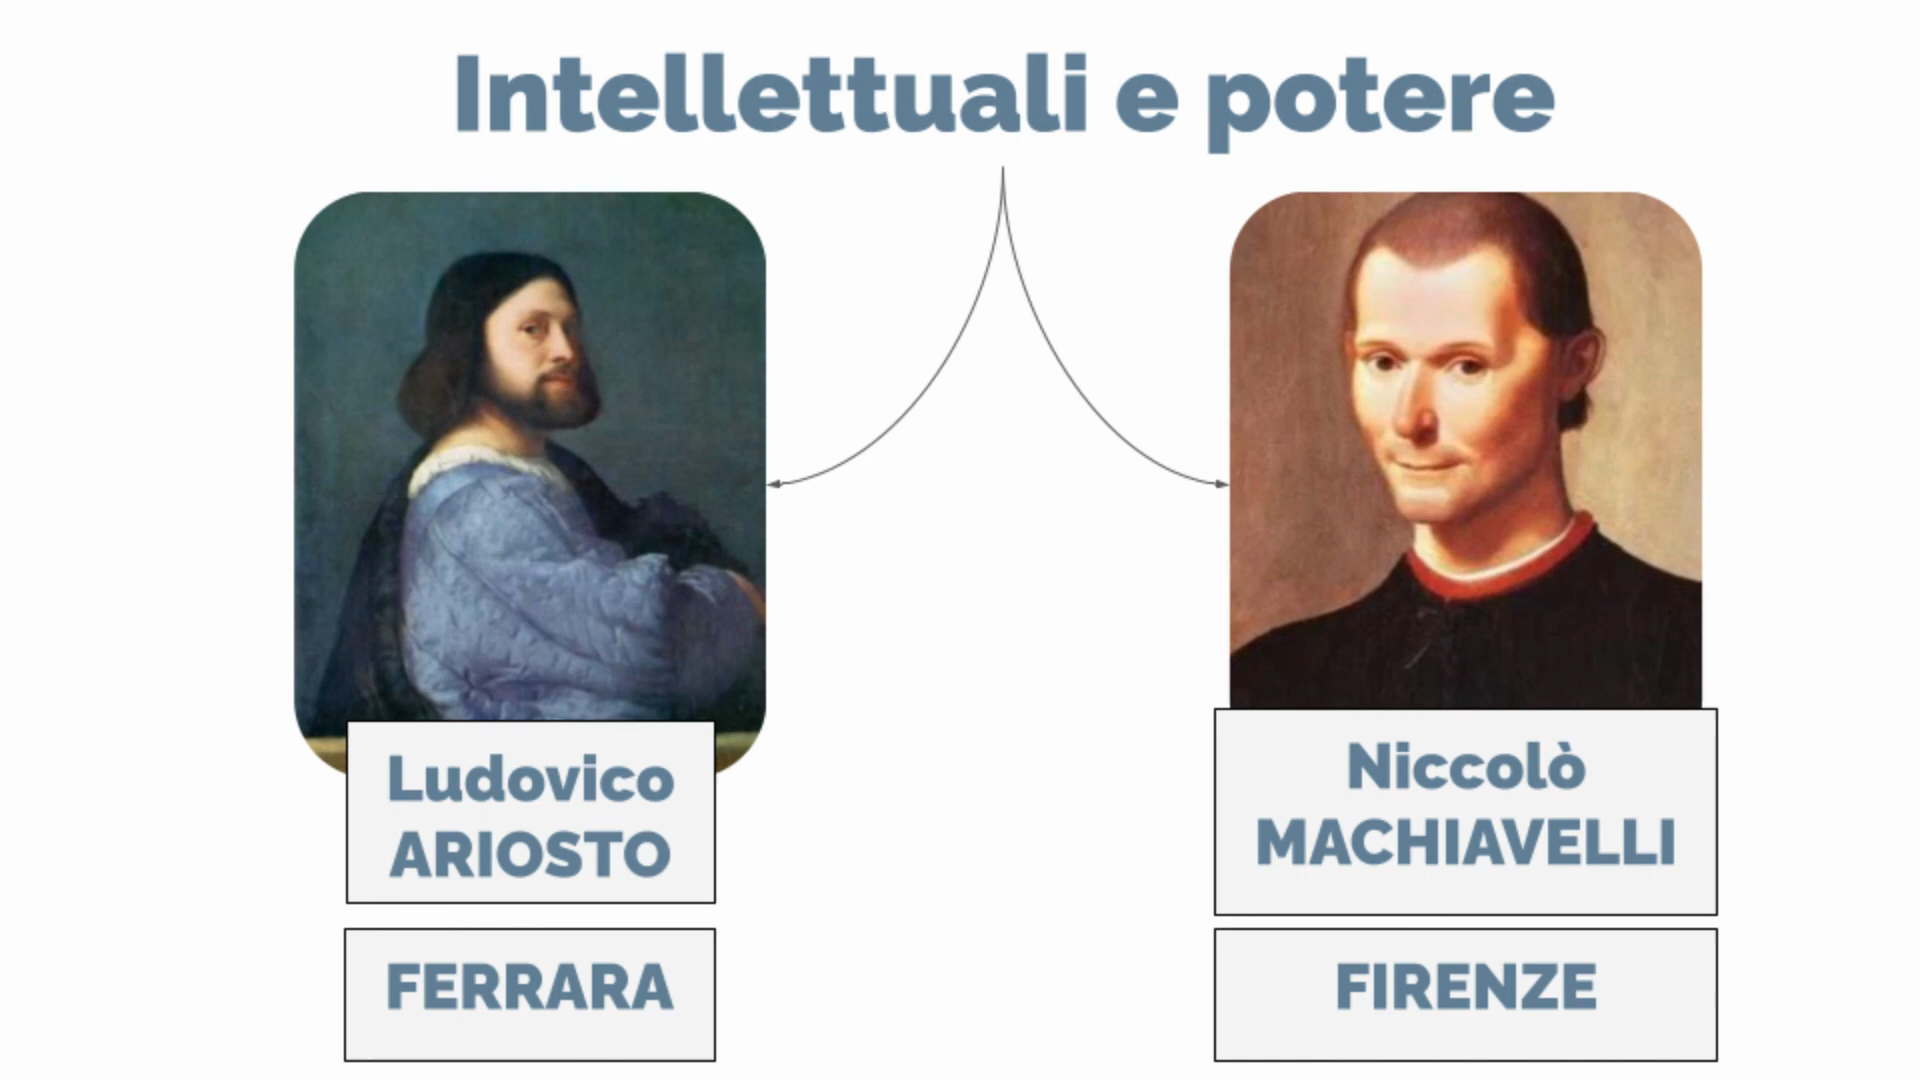 Intellettuali e potere
Ludovico
ARIOSTO
FERRARA
Niccolò
MACHIAVELLI
FIRENZE